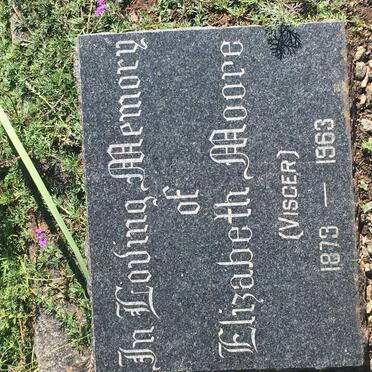 In Loving Memory
of
Elizabeth Moore
(VISCER)
1873 — 1963